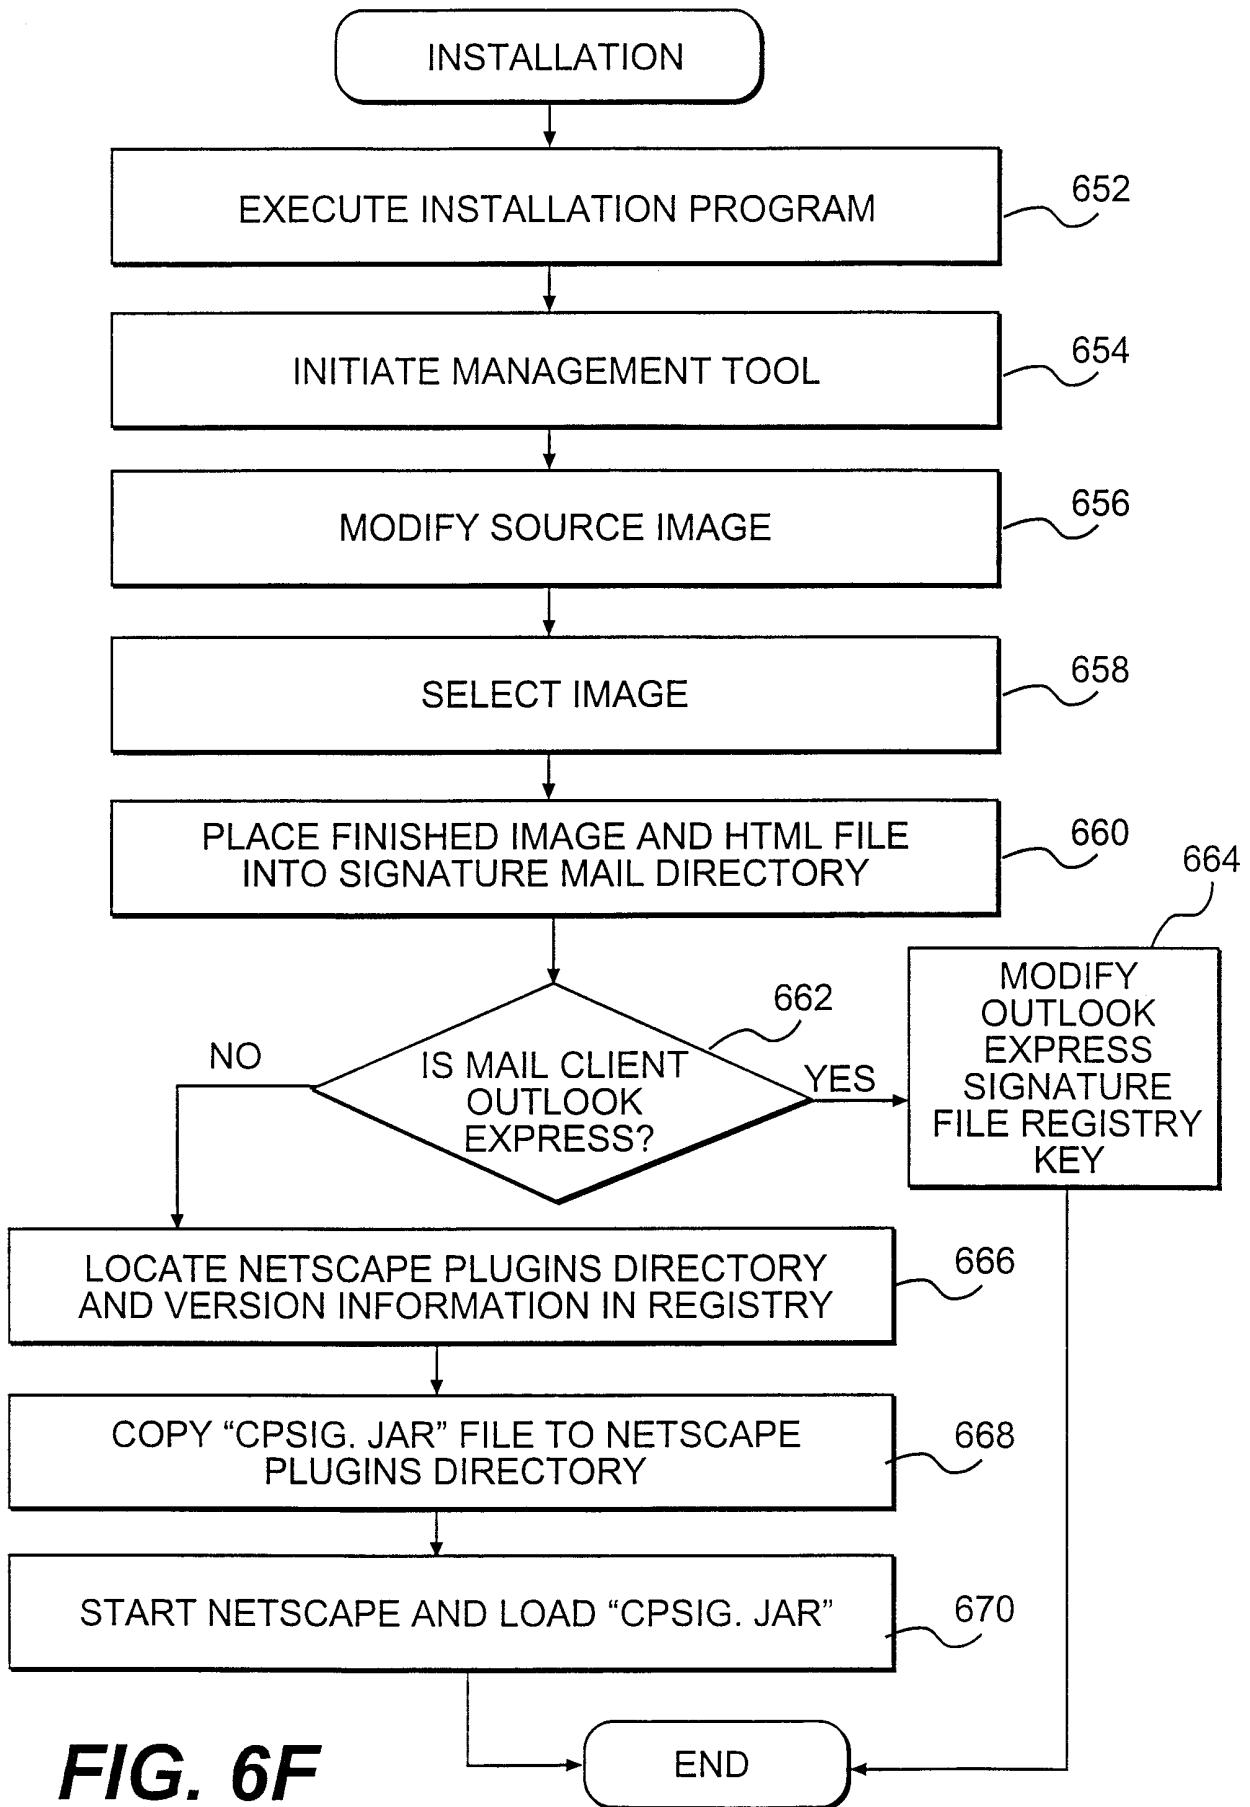 INSTALLATION
EXECUTE INSTALLATION PROGRAM
652
INITIATE MANAGEMENT TOOL
654
MODIFY SOURCE IMAGE
656
SELECT IMAGE
658
PLACE FINISHED IMAGE AND HTML FILE
INTO SIGNATURE MAIL DIRECTORY
660
662
IS MAIL CLIENT
OUTLOOK
EXPRESS?
NO
YES
664
MODIFY
OUTLOOK
EXPRESS
SIGNATURE
FILE REGISTRY
KEY
LOCATE NETSCAPE PLUGINS DIRECTORY
AND VERSION INFORMATION IN REGISTRY
666
COPY “CPSIG. JAR” FILE TO NETSCAPE
PLUGINS DIRECTORY
668
START NETSCAPE AND LOAD “CPSIG. JAR”
670
END
FIG. 6F